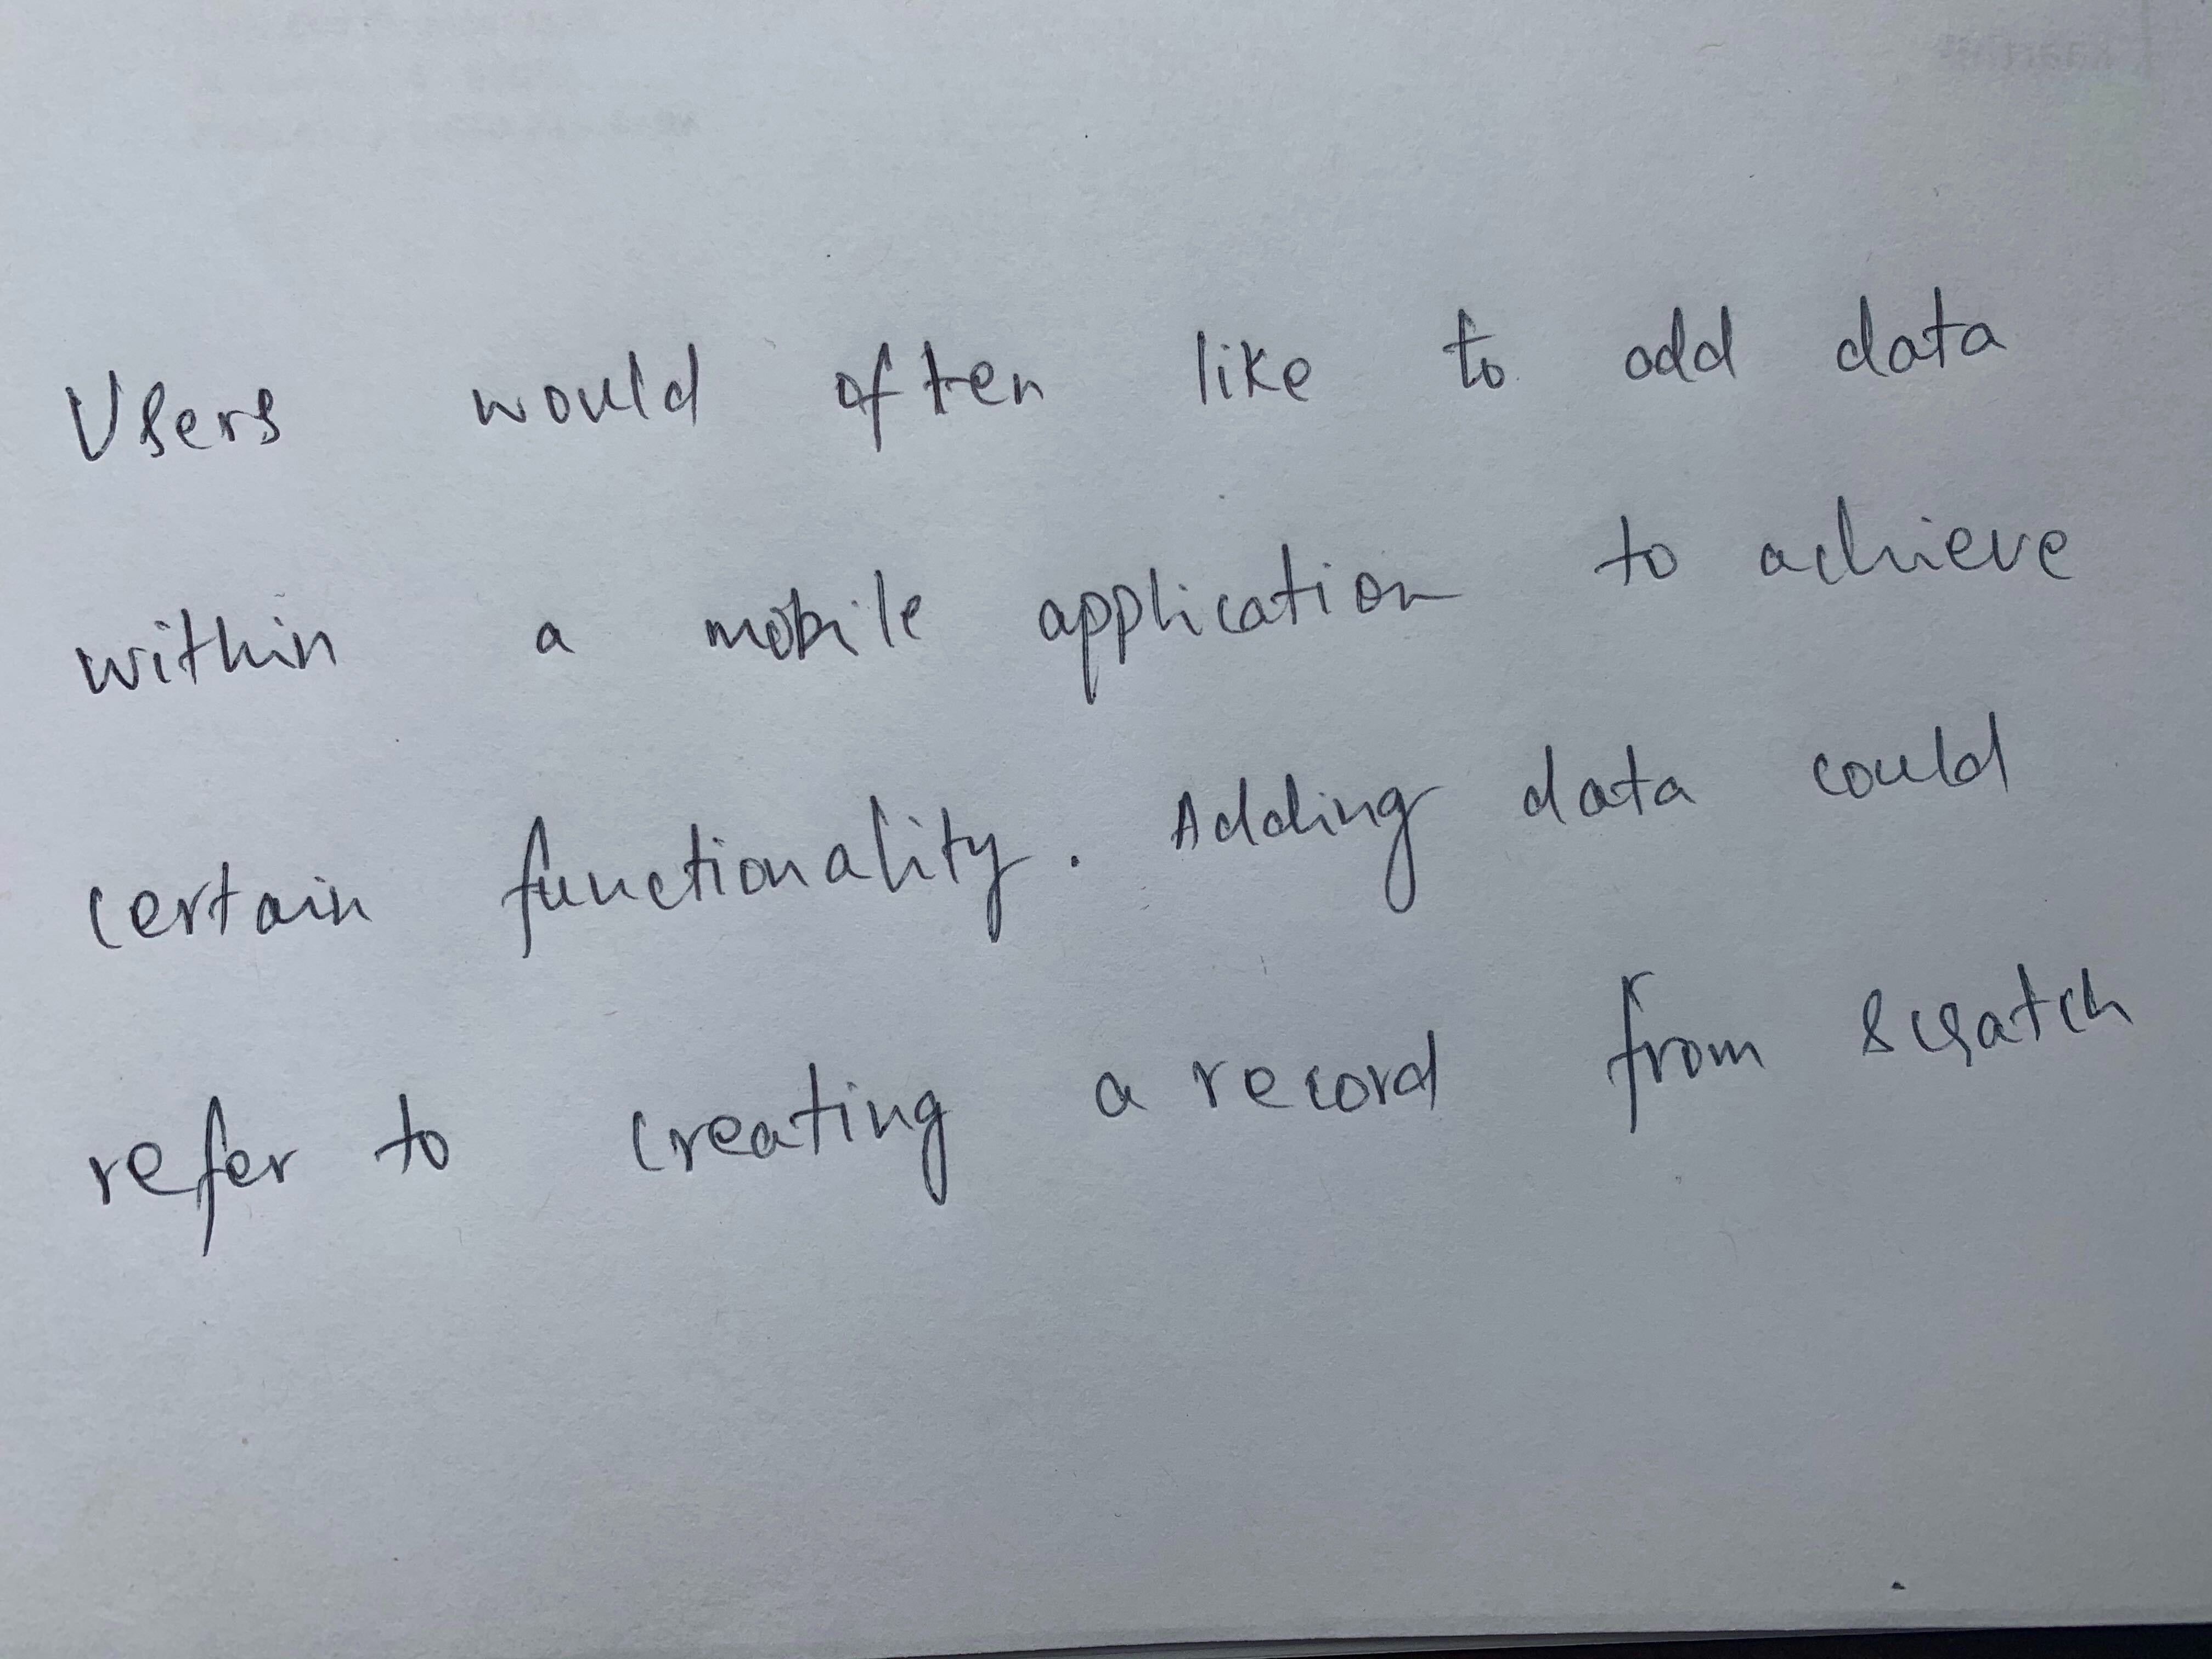 Users would often like to add data
within a mobile application to achieve
certain functionality. Adding data could
refer to creating a record from scratch